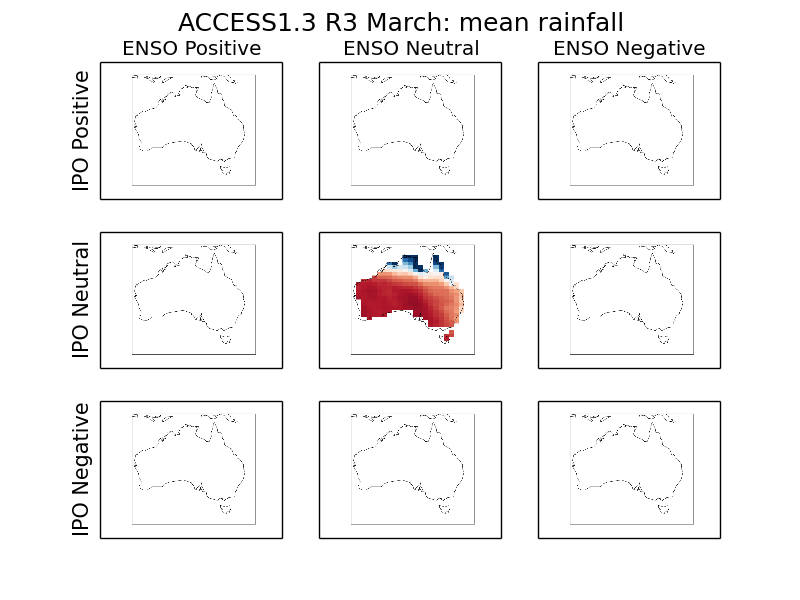 ACCESS1.3 R3 March: mean rainfall
ENSO Positive
ENSO Neutral
ENSO Negative
IPO Positive
IPO Neutral
IPO Negative